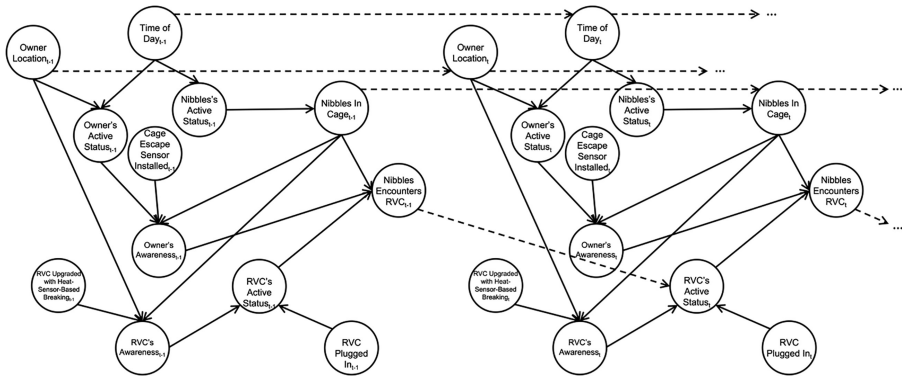 Time of
Day t-1
Owner
Location t-1
Nibbles's
Active
Status t-1
Nibbles In
Cage t-1
Owner's
Active
Status t-1
Cage
Escape
Sensor
Installed t-1
Nibbles
Encounters
RVC t-1
Owner's
Awareness t-1
RVC Upgraded
with Heat-
Sensor-Based
Breaking t-1
RVC's
Active
Status t-1
RVC's
Awareness t-1
RVC
Plugged
In t-1
Time of
Day t
...
Owner
Location t
...
Nibbles's
Active
Status t
Nibbles In
Cage t
...
Owner's
Active
Status t
Cage
Escape
Sensor
Installed t
Nibbles
Encounters
RVC t
...
Owner's
Awareness t
RVC Upgraded
with Heat-
Sensor-Based
Breaking t
RVC's
Active
Status t
RVC's
Awareness t
RVC
Plugged In t